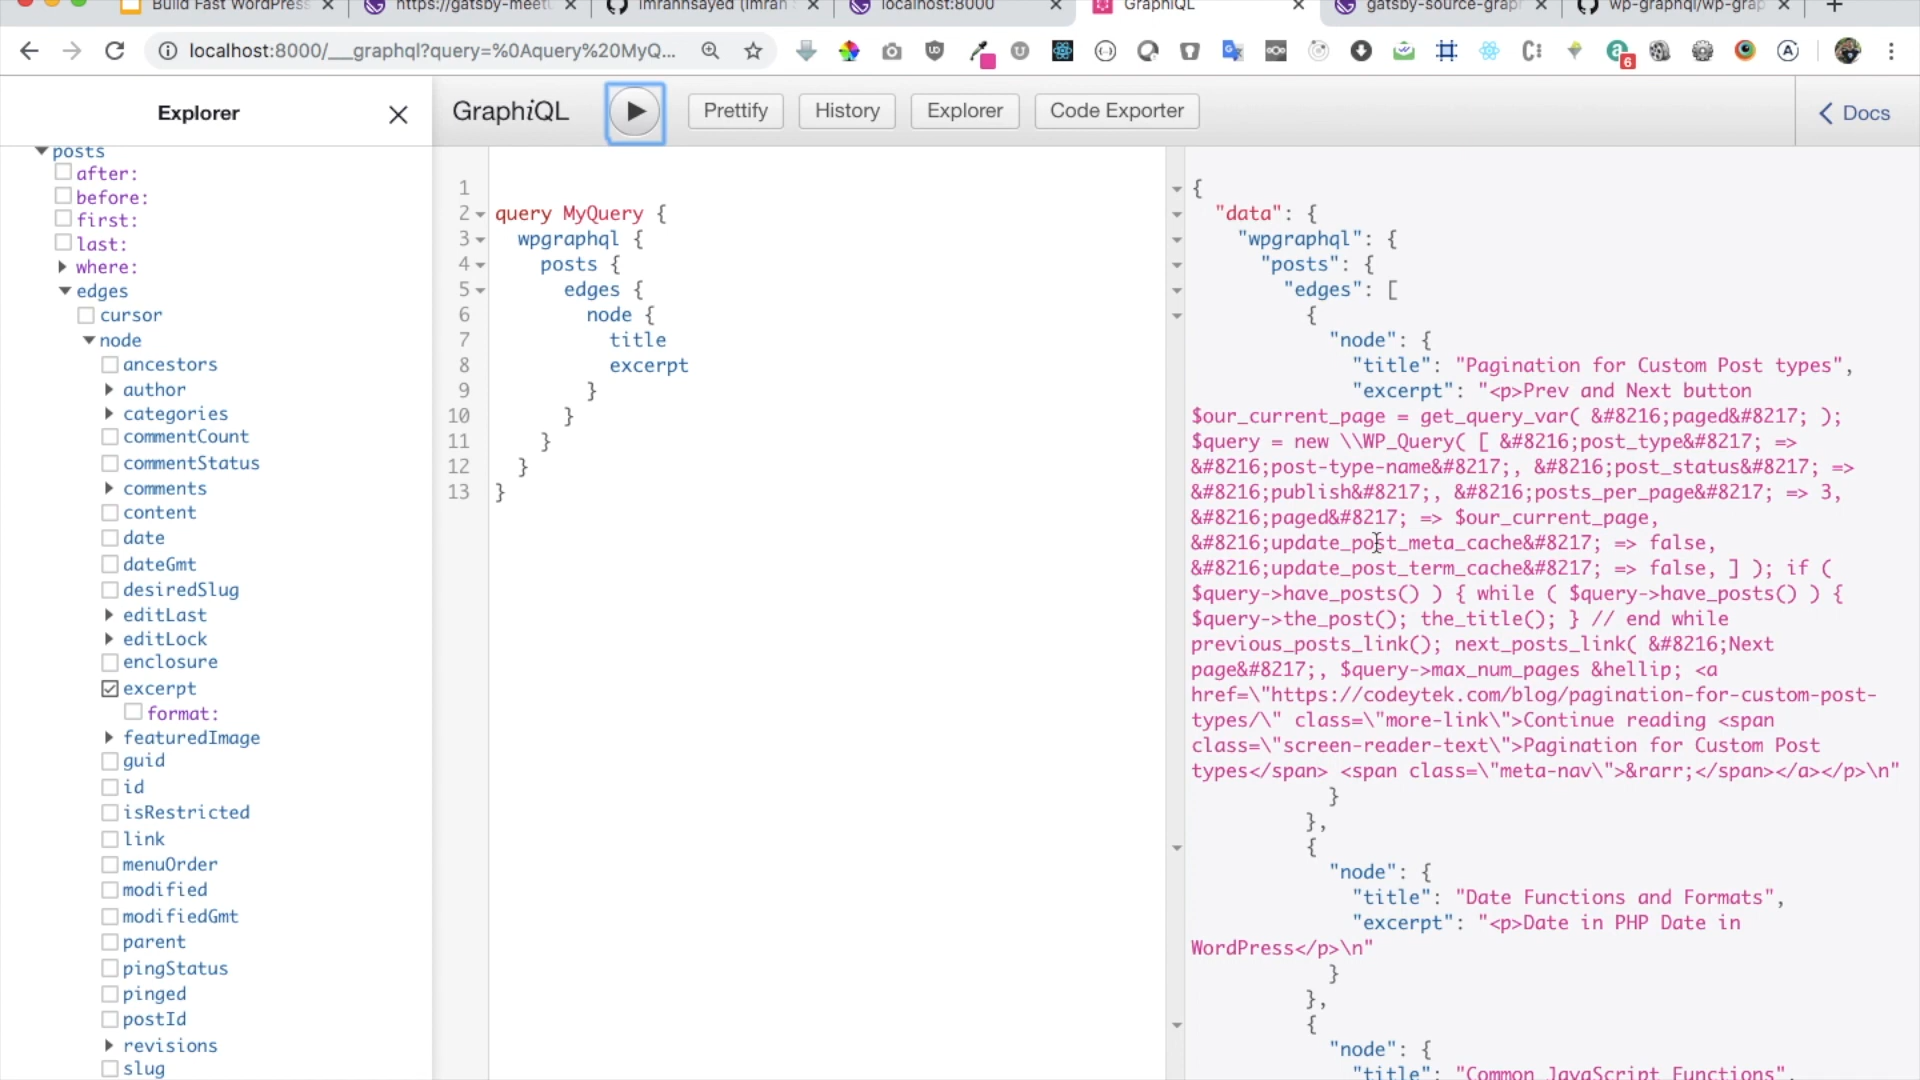 Build Fast WordPress
https://gatsby-meetu
imrannsayed (Imran S
localhost:8000
GraphiQL
gatsby-source-graph
wp-graphql/wp-grap
localhost:8000/___graphql?query=%0Aquery%20MyQ...
6
Explorer
GraphiQL
Prettify
History
Explorer
Code Exporter
Docs
posts
after:
before:
first:
last:
where:
edges
cursor
node
ancestors
author
categories
commentCount
commentStatus
comments
content
date
dateGmt
desiredSlug
editLast
editLock
enclosure
excerpt
format:
featuredImage
guid
id
isRestricted
link
menuOrder
modified
modifiedGmt
parent
pingStatus
pinged
postId
revisions
slug
1
2 query MyQuery {
3 wpgraphql {
4 posts {
5 edges {
6 node {
7 title
8 excerpt
9 }
10 }
11 }
12 }
13 }
{
"data": {
"wpgraphql": {
"posts": {
"edges": [
{
"node": {
"title": "Pagination for Custom Post types",
"excerpt": "<p>Prev and Next button
$our_current_page = get_query_var( &#8216;paged&#8217; );
$query = new \\WP_Query( [ &#8216;post_type&#8217; =>
&#8216;post-type-name&#8217;, &#8216;post_status&#8217; =>
&#8216;publish&#8217;, &#8216;posts_per_page&#8217; => 3,
&#8216;paged&#8217; => $our_current_page,
&#8216;update_post_meta_cache&#8217; => false,
&#8216;update_post_term_cache&#8217; => false, ] ); if (
$query->have_posts() ) { while ( $query->have_posts() ) {
$query->the_post(); the_title(); } // end while
previous_posts_link(); next_posts_link( &#8216;Next
page&#8217;, $query->max_num_pages &hellip; <a
href=\"https://codeytek.com/blog/pagination-for-custom-post-
types/\" class=\"more-link\">Continue reading <span
class=\"screen-reader-text\">Pagination for Custom Post
types</span> <span class=\"meta-nav\">&rarr;</span></a></p>\n"
}
},
{
"node": {
"title": "Date Functions and Formats",
"excerpt": "<p>Date in PHP Date in
WordPress</p>\n"
}
},
{
"node": {
"title": "Common JavaScript Functions",